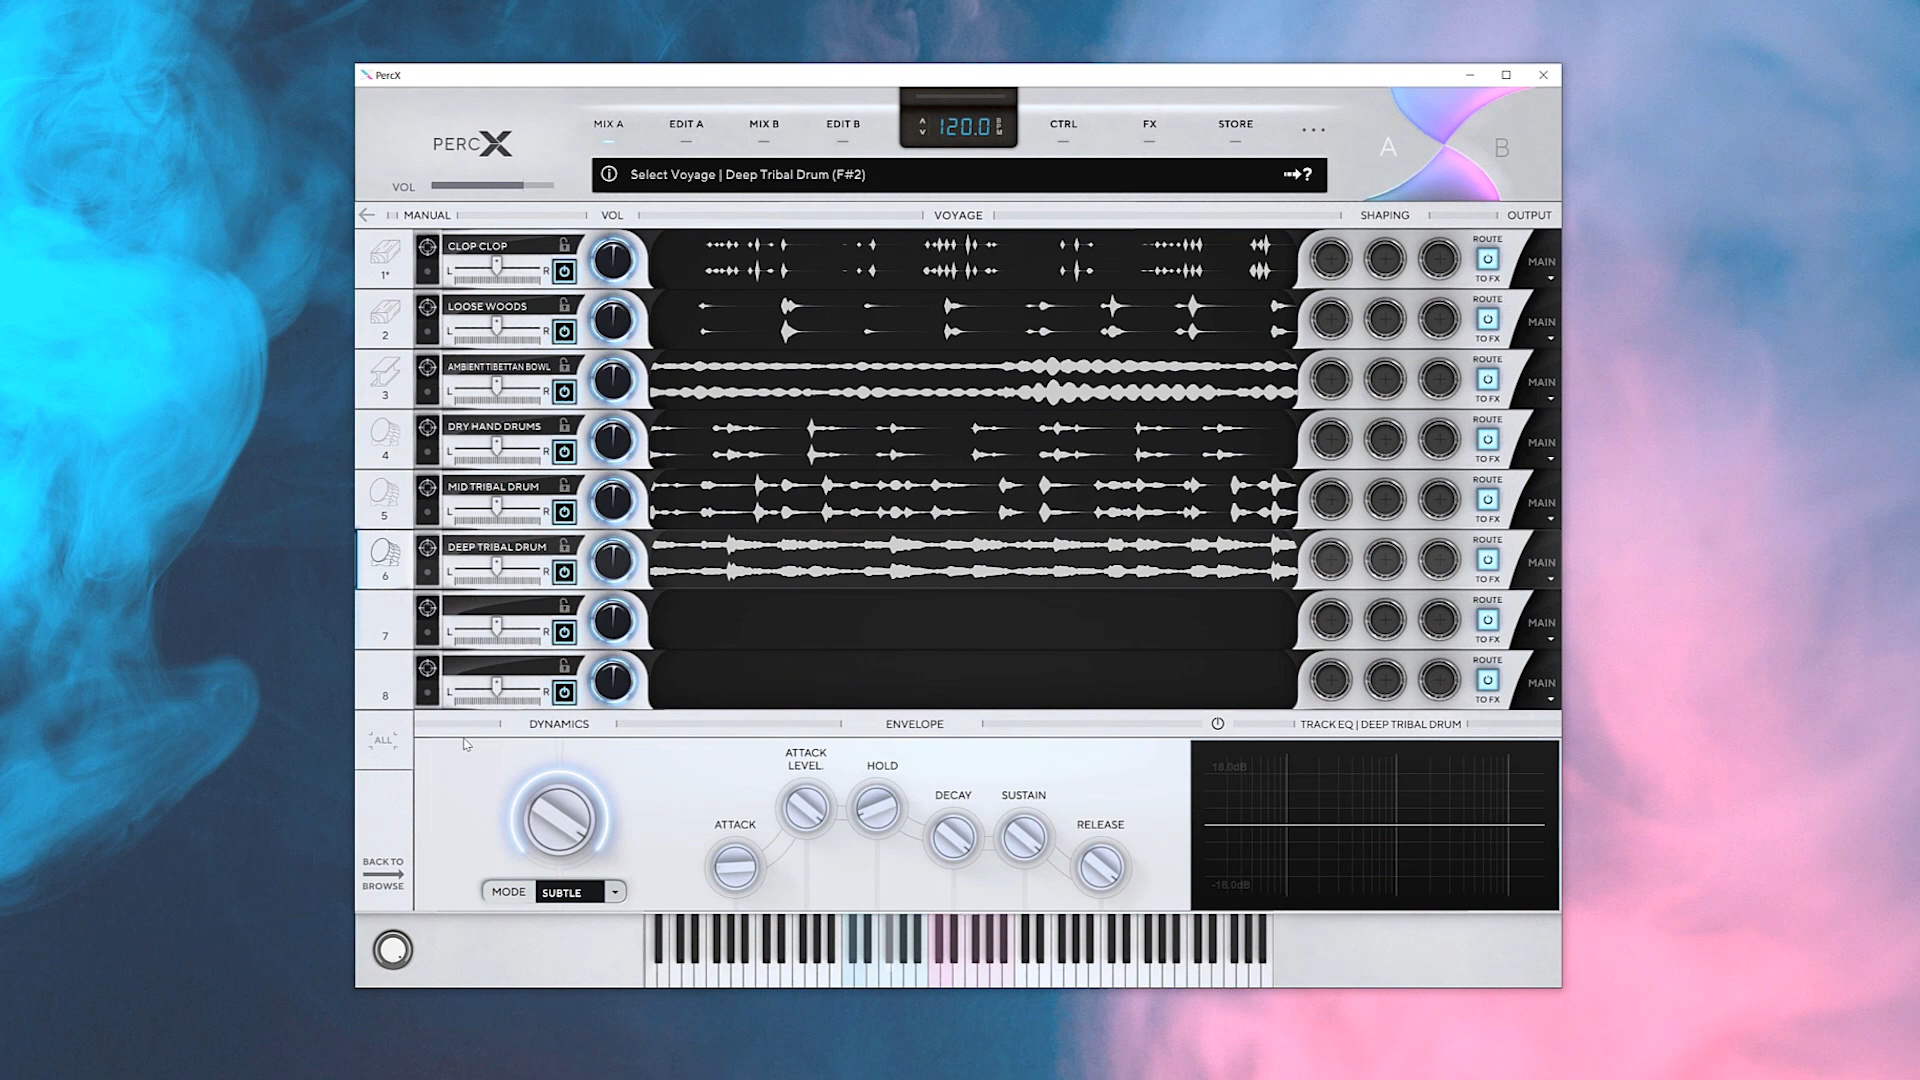 PercX
PERCX
VOL
MIX A
EDIT A
MIX B
EDIT B
120.0 BPM
CTRL
FX
STORE
...
A
B
Select Voyage | Deep Tribal Drum (F#2)
?
MANUAL
VOL
VOYAGE
SHAPING
OUTPUT
1*
CLOP CLOP
L R
ROUTE
TO FX
MAIN
2
LOOSE WOODS
L R
ROUTE
TO FX
MAIN
3
AMBIENT TIBETTAN BOWL
L R
ROUTE
TO FX
MAIN
4
DRY HAND DRUMS
L R
ROUTE
TO FX
MAIN
5
MID TRIBAL DRUM
L R
ROUTE
TO FX
MAIN
6
DEEP TRIBAL DRUM
L R
ROUTE
TO FX
MAIN
7
L R
ROUTE
TO FX
MAIN
8
L R
ROUTE
TO FX
MAIN
ALL
DYNAMICS
ENVELOPE
TRACK EQ | DEEP TRIBAL DRUM
ATTACK
LEVEL.
HOLD
DECAY
SUSTAIN
ATTACK
RELEASE
18.0dB
-18.0dB
BACK TO
BROWSE
MODE
SUBTLE